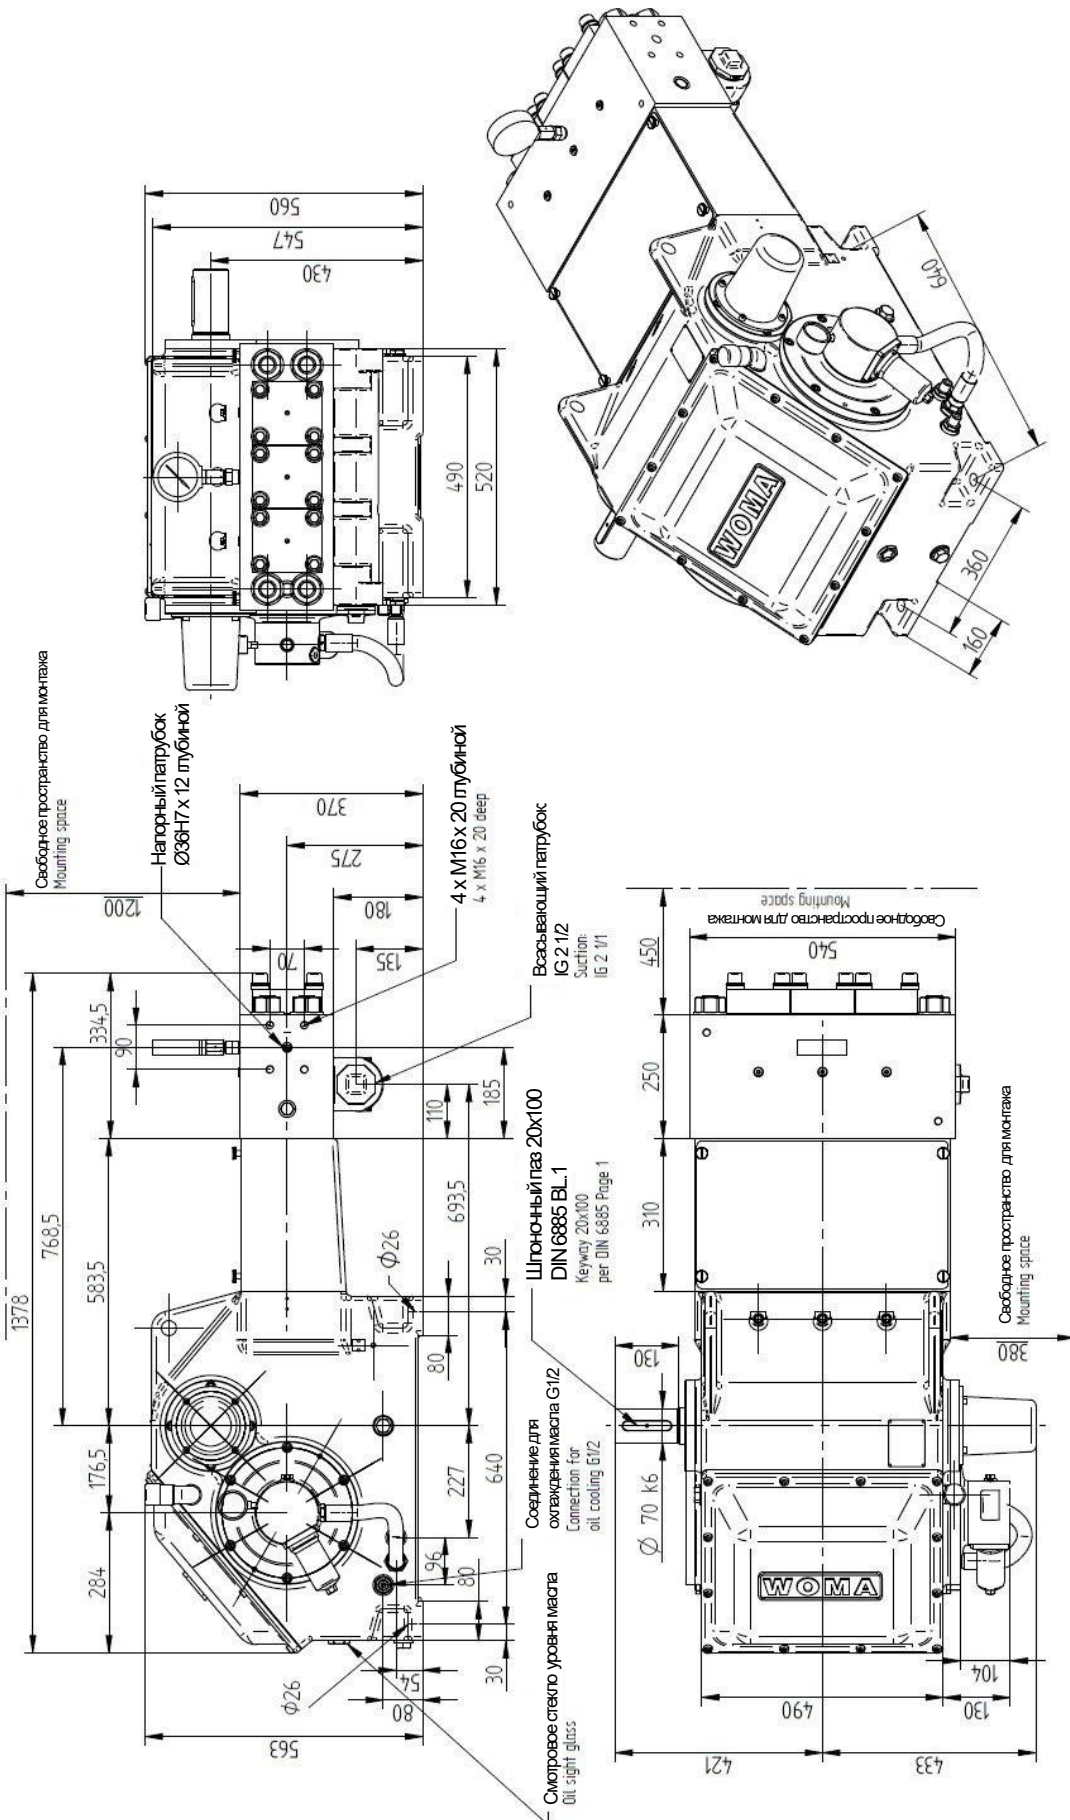 1378
768,5
334,5
90
583,5
176,5
284
1200
Свободное пространство для монтажа
Mounting space
Напорный патрубок
Ø36H7 x 12 глубиной
370
275
180
135
70
4 x M16 x 20 глубиной
4 x M16 x 20 deep
Всасывающий патрубок
IG 2 1/2
Suction:
IG 2 1/1
185
110
693,5
30
Ф26
80
640
227
96
80
30
54
80
Ф26
563
Шпоночный паз 20x100
DIN 6885 BL.1
Keyway 20x100
per DIN 6885 Page 1
Соединение для
охлаждения масла G1/2
Connection for
oil cooling G1/2
Смотровое стекло уровня масла
Oil sight glass
560
547
430
490
520
WOMA
640
360
160
450
Свободное пространство для монтажа
Mounting space
540
250
310
130
Ø 70 k6
Свободное пространство для монтажа
Mounting space
380
WOMA
104
130
490
421
433